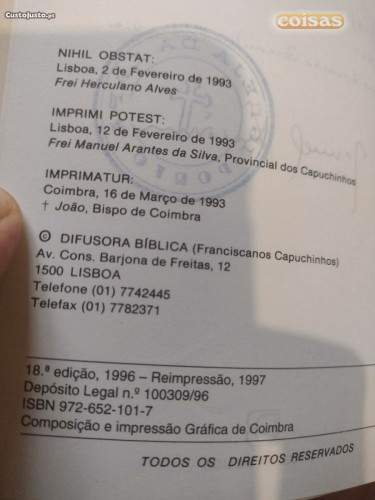 CustoJusto.pt
coisas
NIHIL OBSTAT:
Lisboa, 2 de Fevereiro de 1993
Frei Herculano Alves
IMPRIMI POTEST:
Lisboa, 12 de Fevereiro de 1993
Frei Manuel Arantes da Silva, Provincial dos Capuchinhos
IMPRIMATUR:
Coimbra, 16 de Março de 1993
† João, Bispo de Coimbra
© DIFUSORA BÍBLICA (Franciscanos Capuchinhos)
Av. Cons. Barjona de Freitas, 12
1500 LISBOA
Telefone (01) 7742445
Telefax (01) 7782371
18.ª edição, 1996 – Reimpressão, 1997
Depósito Legal n.º 100309/96
ISBN 972-652-101-7
Composição e impressão Gráfica de Coimbra
TODOS OS DIREITOS RESERVADOS